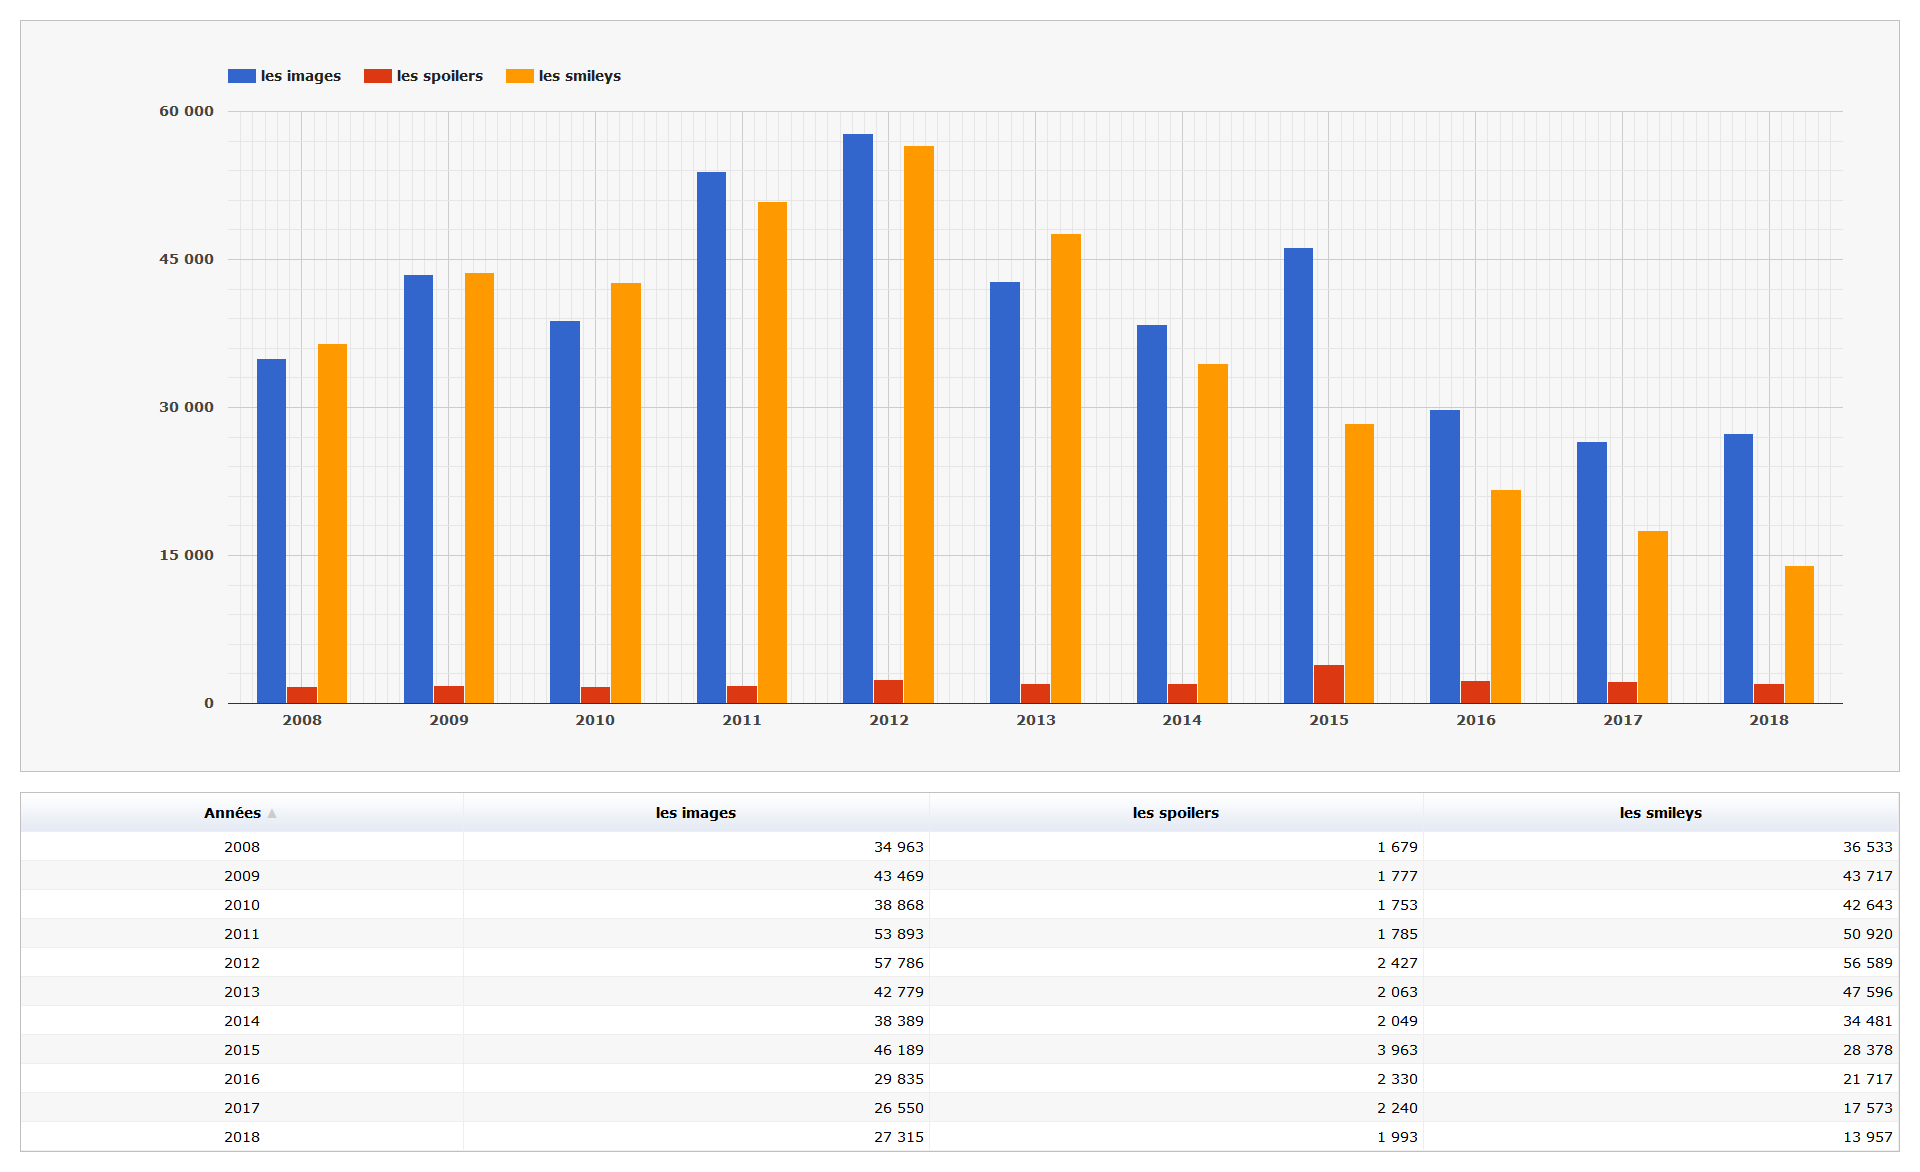 les images les spoilers les smileys
60 000
45 000
30 000
15 000
0
2008 2009 2010 2011 2012 2013 2014 2015 2016 2017 2018
Années les images les spoilers les smileys
2008 34 963 1 679 36 533
2009 43 469 1 777 43 717
2010 38 868 1 753 42 643
2011 53 893 1 785 50 920
2012 57 786 2 427 56 589
2013 42 779 2 063 47 596
2014 38 389 2 049 34 481
2015 46 189 3 963 28 378
2016 29 835 2 330 21 717
2017 26 550 2 240 17 573
2018 27 315 1 993 13 957